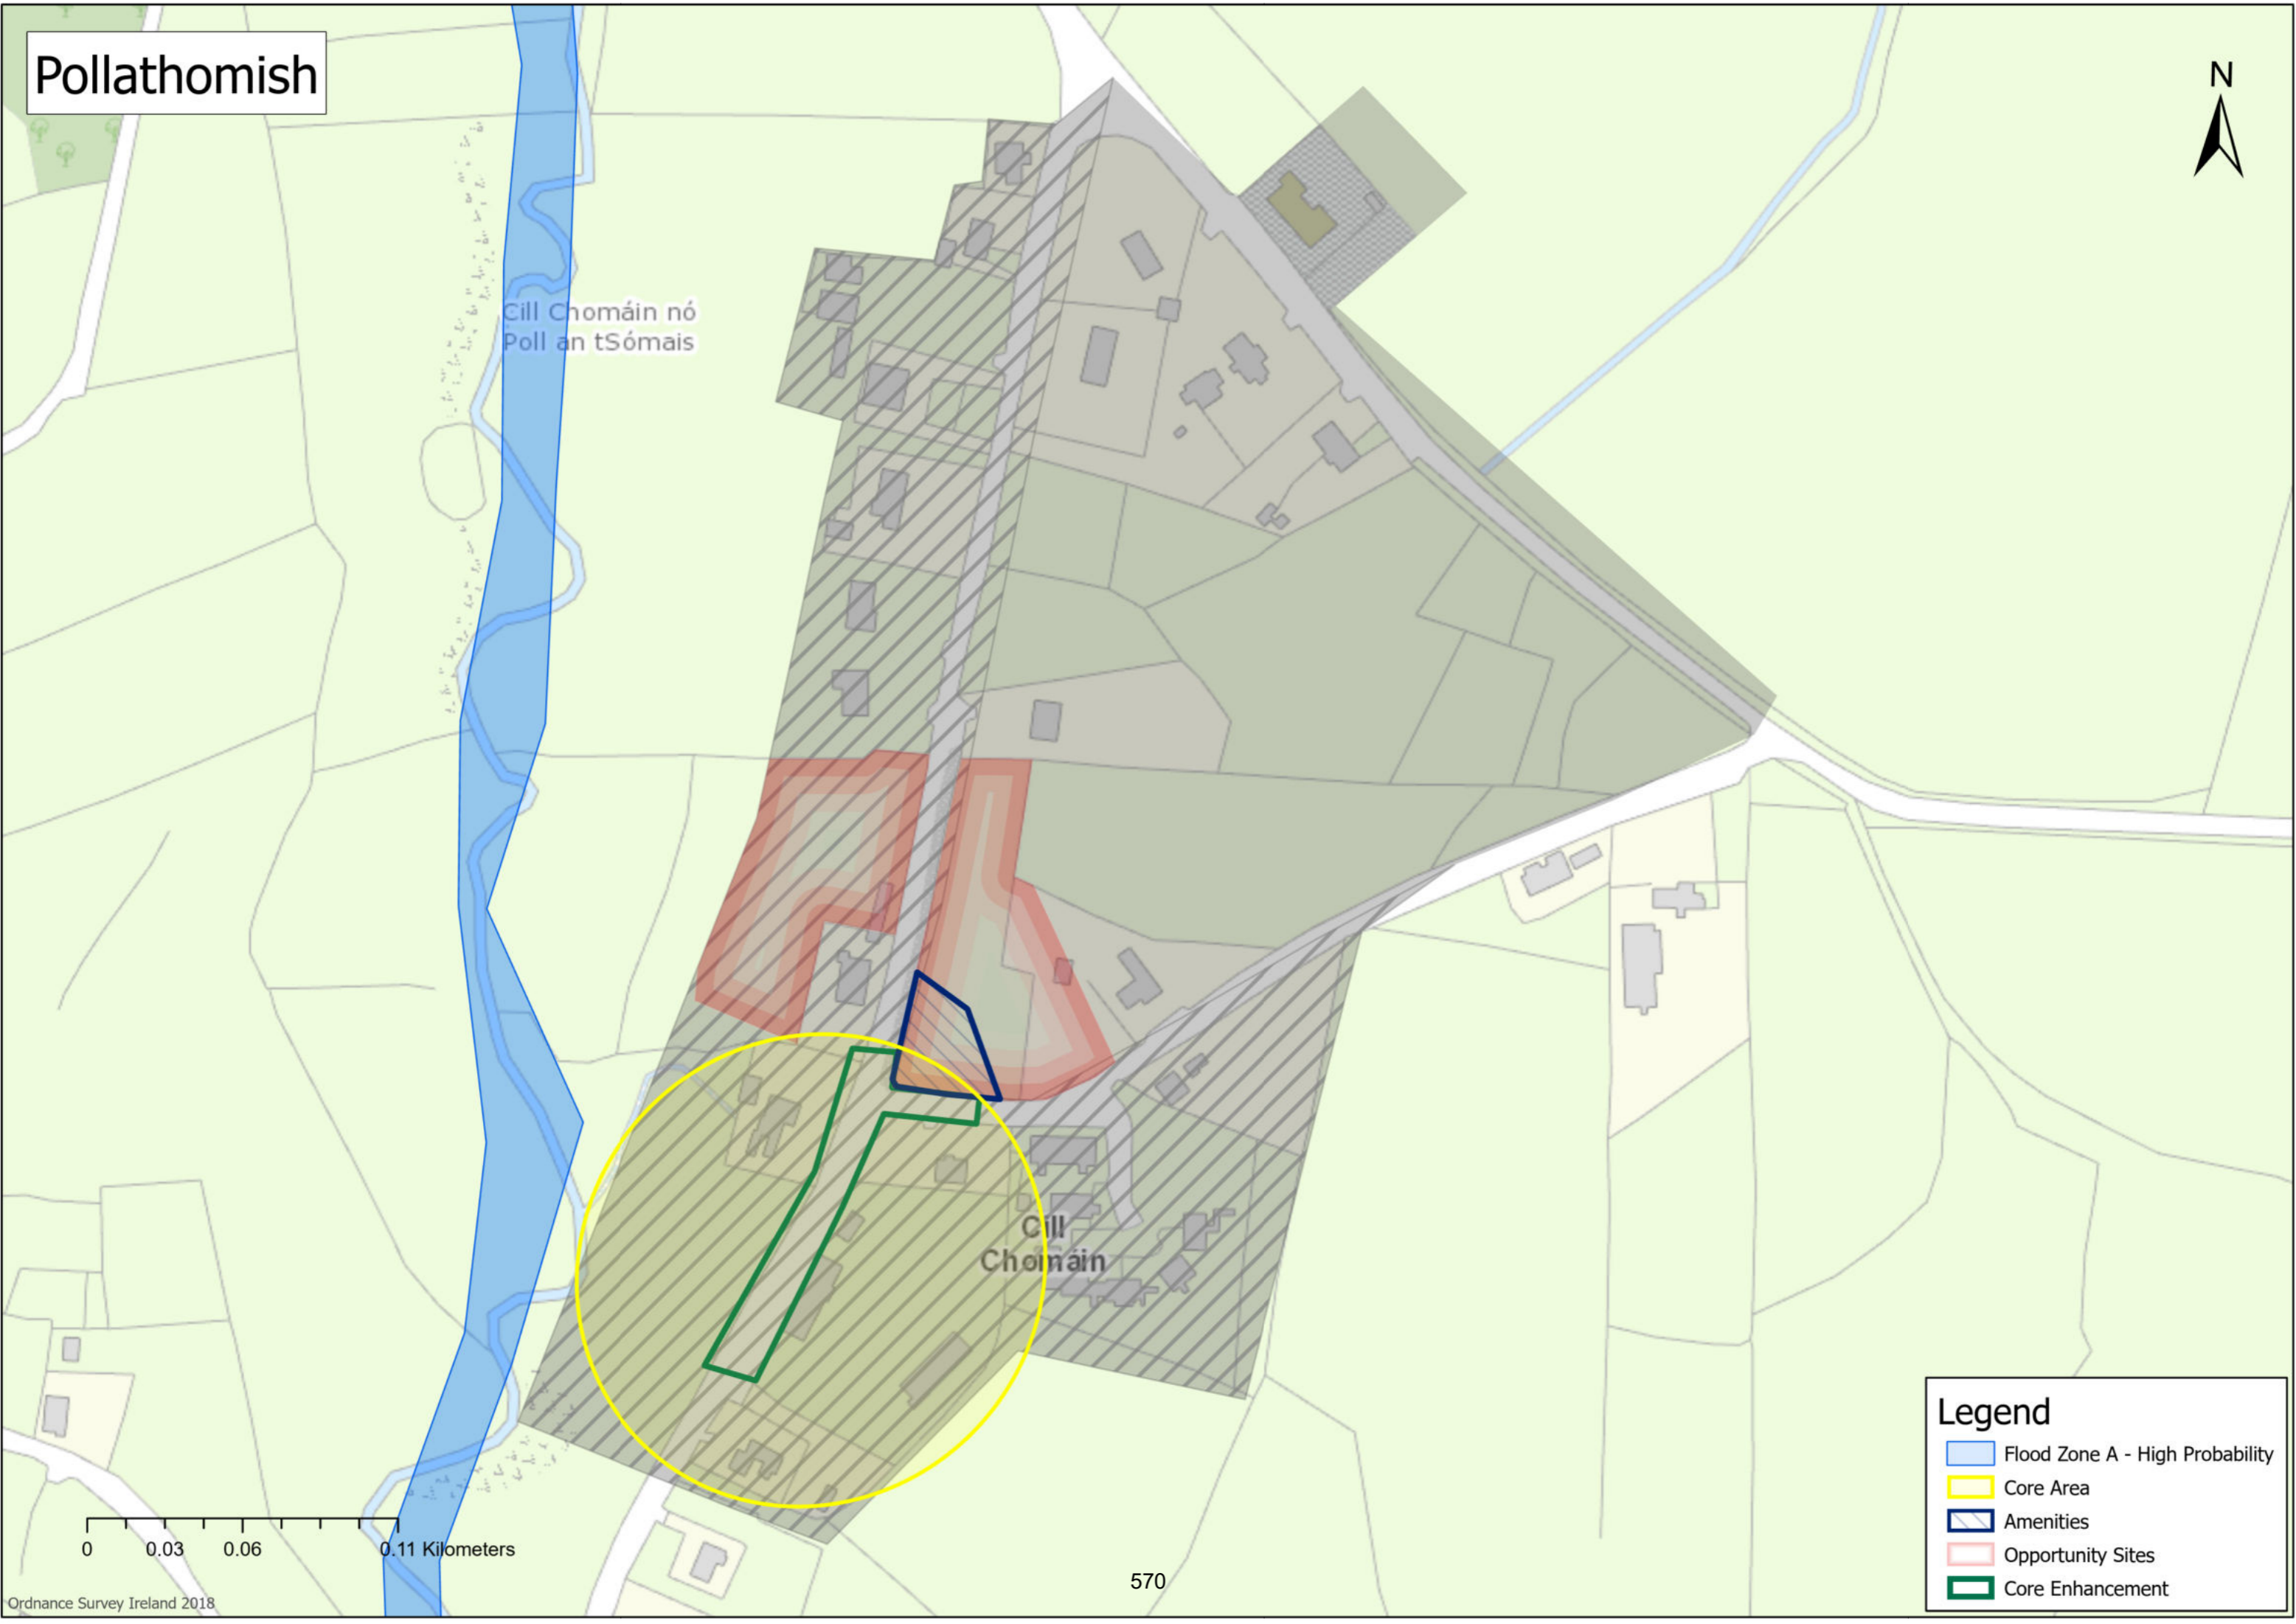 Pollathomish
N
Cill Chomáin nó
Poll an tSómais
Cill
Chomáin
Legend
Flood Zone A - High Probability
Core Area
Amenities
Opportunity Sites
Core Enhancement
0 0.03 0.06 0.11 Kilometers
570
Ordnance Survey Ireland 2018